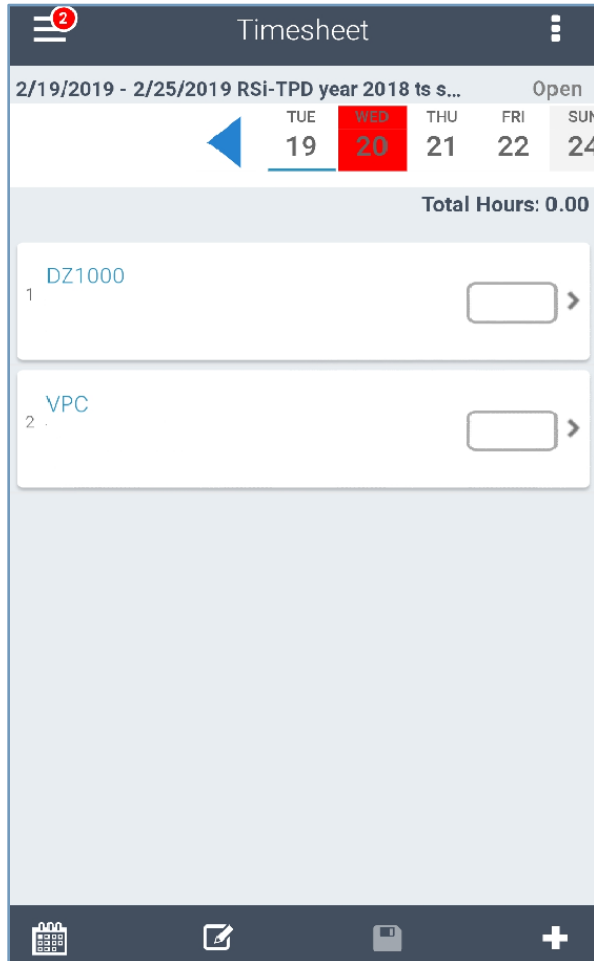 2
Timesheet
2/19/2019 - 2/25/2019 RSi-TPD year 2018 ts s... Open
TUE WED THU FRI SUN
19 20 21 22 24
Total Hours: 0.00
DZ1000
1
VPC
2